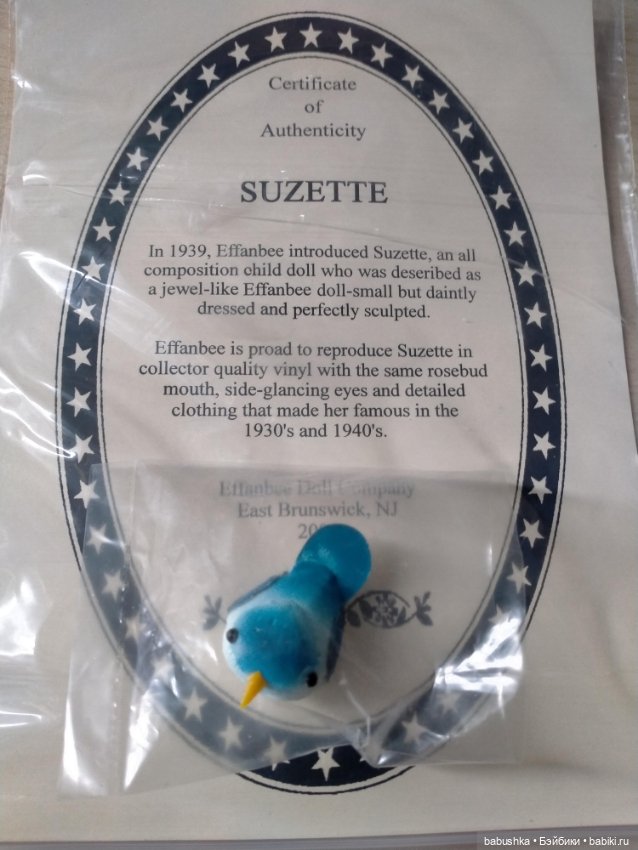 Certificate
of
Authenticity
SUZETTE
In 1939, Effanbee introduced Suzette, an all
composition child doll who was deseribed as
a jewel-like Effanbee doll-small but daintly
dressed and perfectly sculpted.
Effanbee is proad to reproduce Suzette in
collector quality vinyl with the same rosebud
mouth, side-glancing eyes and detailed
clothing that made her famous in the
1930's and 1940's.
Effanbee Doll Company
East Brunswick, NJ
babushka • Бэйбики • babiki.ru